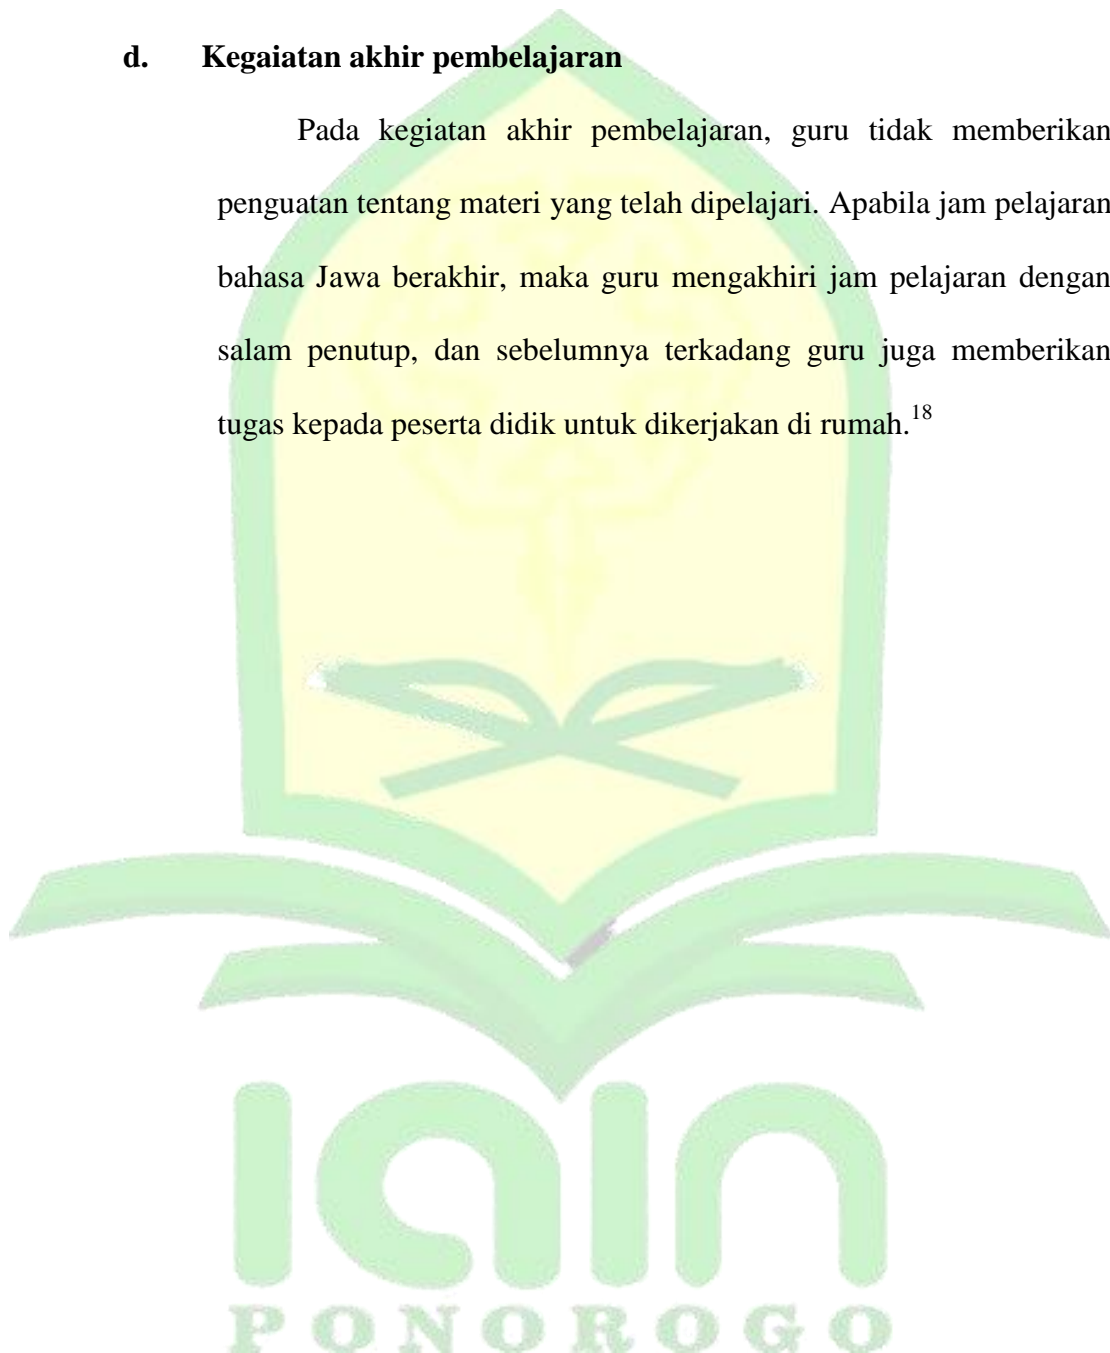 d. Kegaiatan akhir pembelajaran
Pada kegiatan akhir pembelajaran, guru tidak memberikan
penguatan tentang materi yang telah dipelajari. Apabila jam pelajaran
bahasa Jawa berakhir, maka guru mengakhiri jam pelajaran dengan
salam penutup, dan sebelumnya terkadang guru juga memberikan
tugas kepada peserta didik untuk dikerjakan di rumah.18
iain
PONOROGO